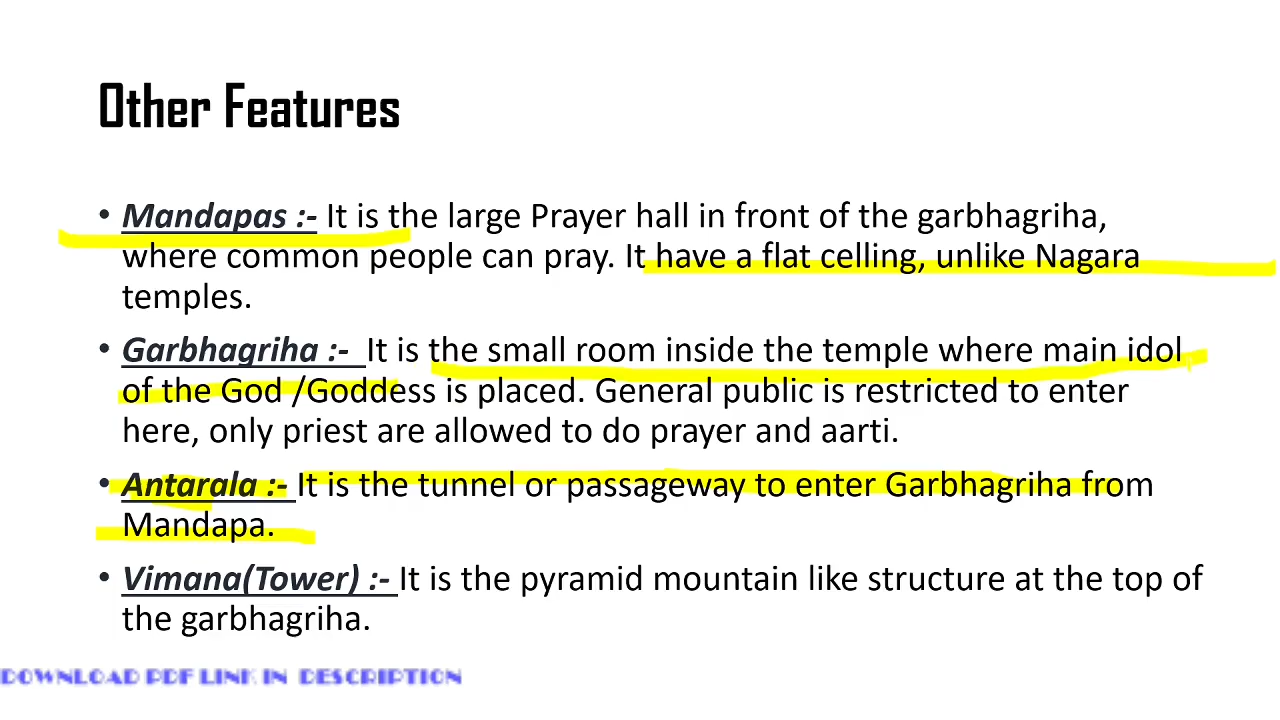 Other Features
• Mandapas :- It is the large Prayer hall in front of the garbhagriha,
where common people can pray. It have a flat celling, unlike Nagara
temples.
• Garbhagriha :- It is the small room inside the temple where main idol
of the God /Goddess is placed. General public is restricted to enter
here, only priest are allowed to do prayer and aarti.
• Antarala :- It is the tunnel or passageway to enter Garbhagriha from
Mandapa.
• Vimana(Tower) :- It is the pyramid mountain like structure at the top of
the garbhagriha.
DOWNLOAD PDF LINK IN DESCRIPTION